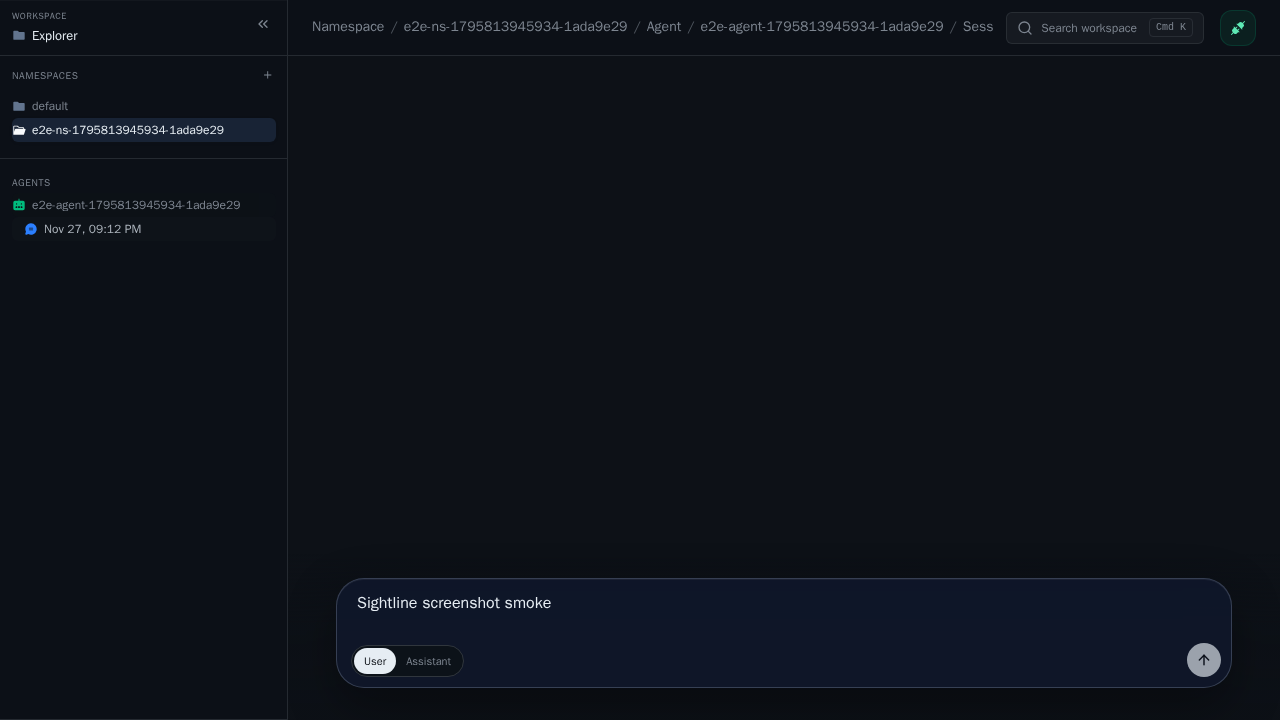 WORKSPACE
Explorer
NAMESPACES
default
e2e-ns-1795813945934-1ada9e29
AGENTS
e2e-agent-1795813945934-1ada9e29
Nov 27, 09:12 PM
Namespace / e2e-ns-1795813945934-1ada9e29 / Agent / e2e-agent-1795813945934-1ada9e29 / Sess
Search workspace Cmd K
Sightline screenshot smoke
User Assistant